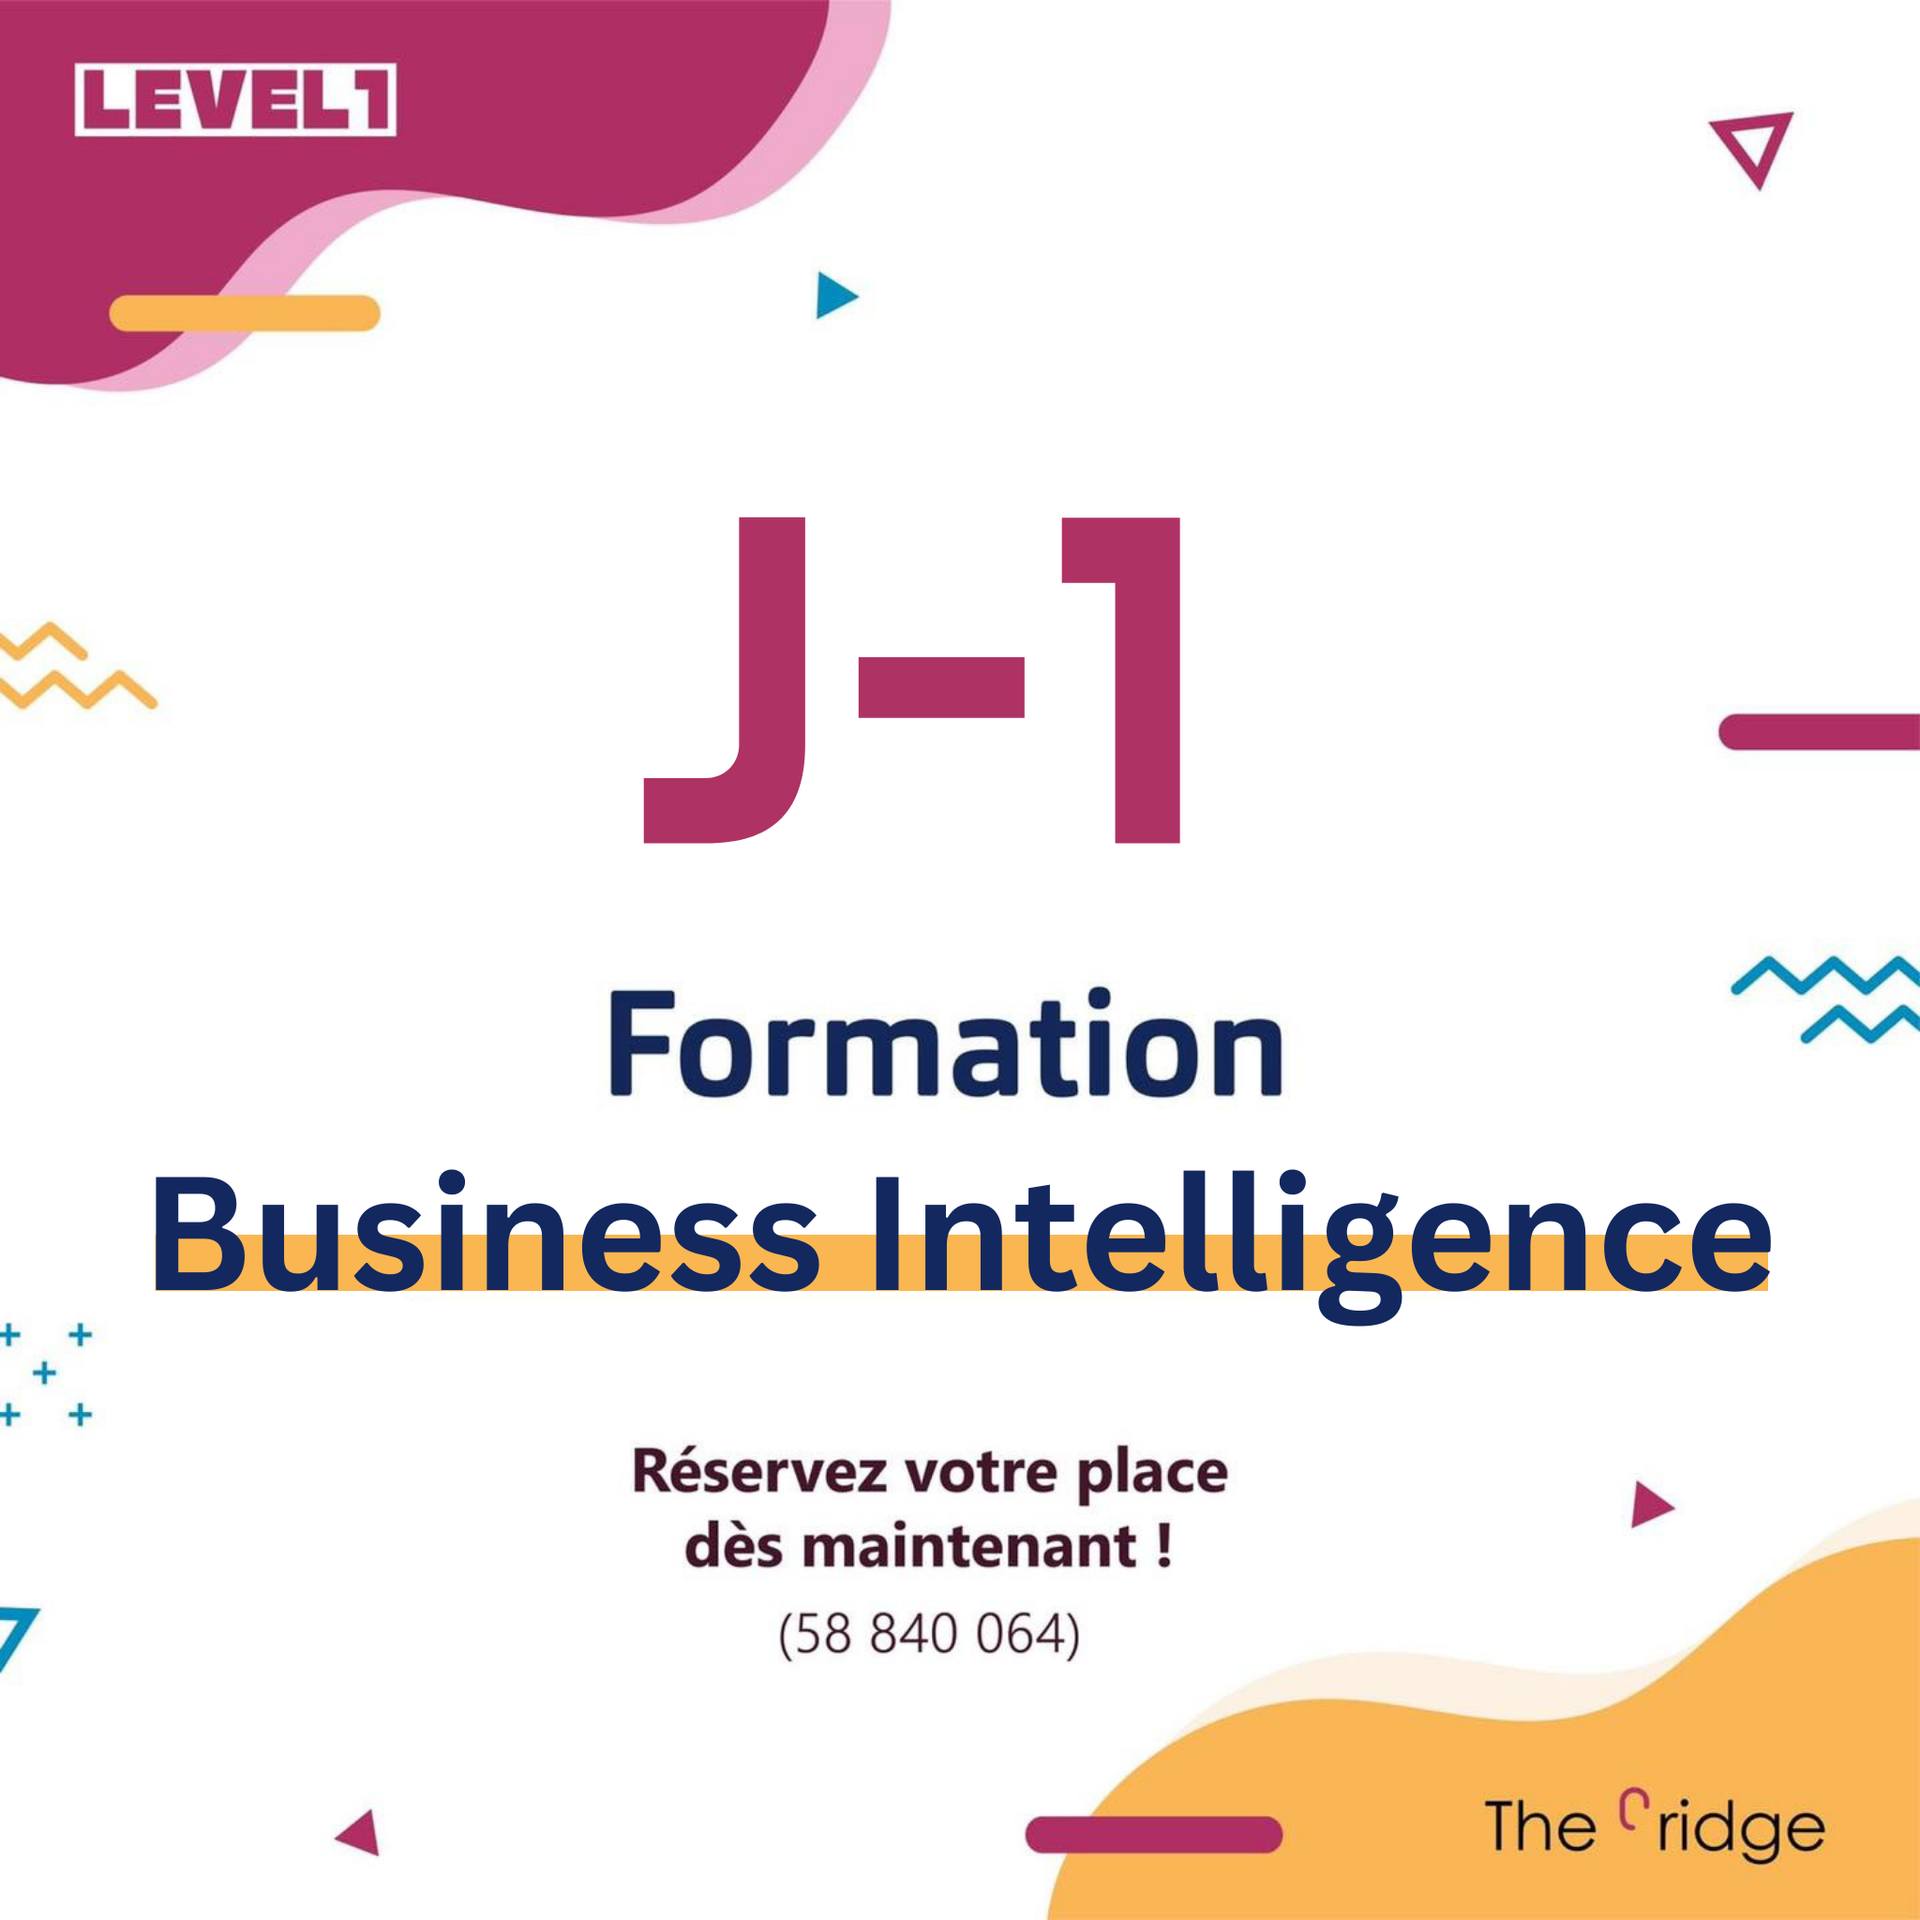 LEVEL1
J-1
Formation
Business Intelligence
Réservez votre place
dès maintenant !
(58 840 064)
The ridge